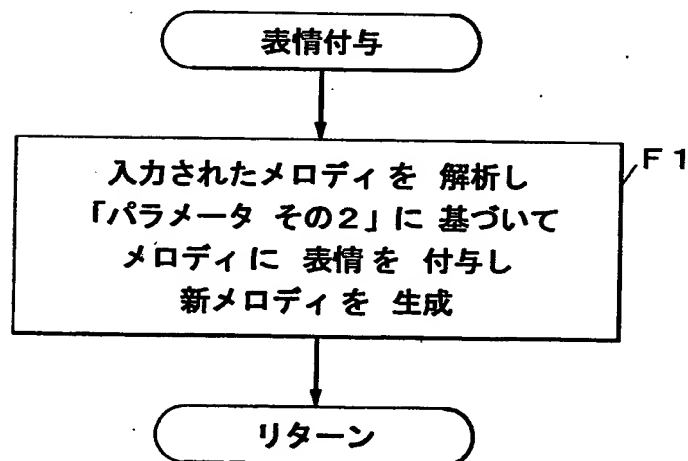 表情付与
入力されたメロディを 解析し
「パラメータ その2」に 基づいて
メロディに 表情を 付与し
新メロディを 生成
F1
リターン